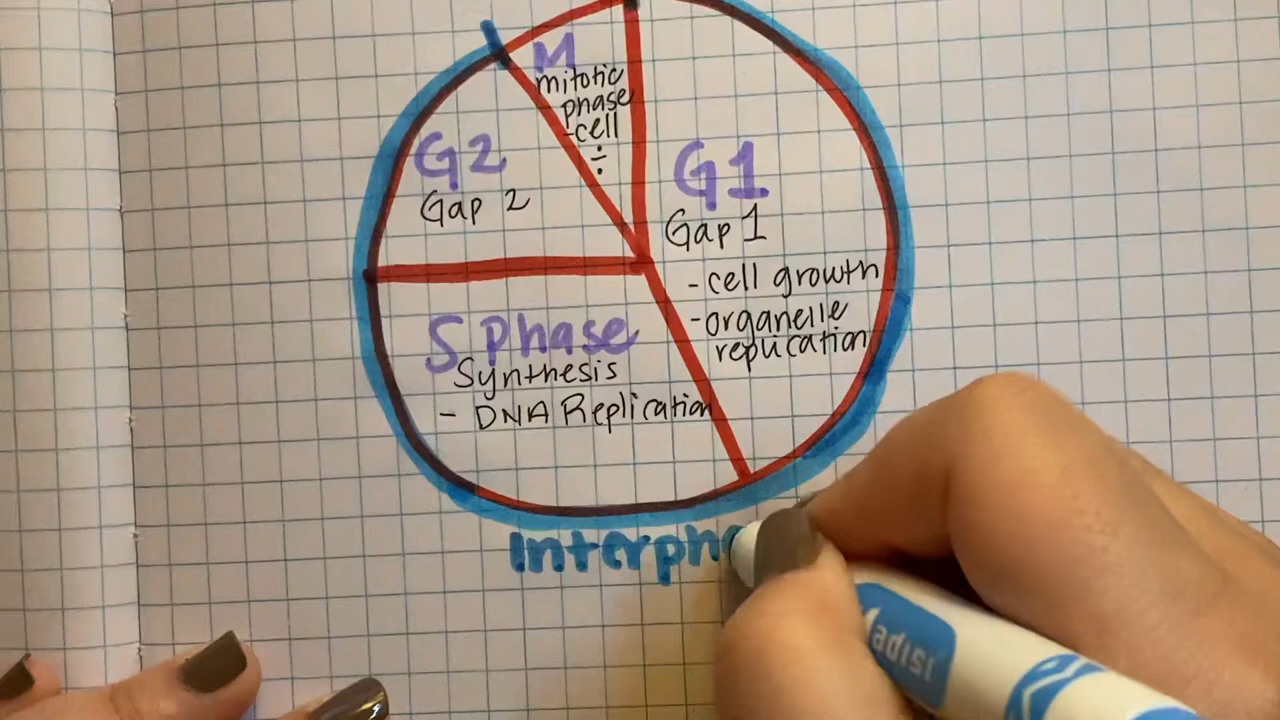 M
mitotic
phase
-cell
÷
G2
Gap 2
G1
Gap 1
- cell growth
- organelle
replication
S Phase
Synthesis
- DNA Replication
Interph